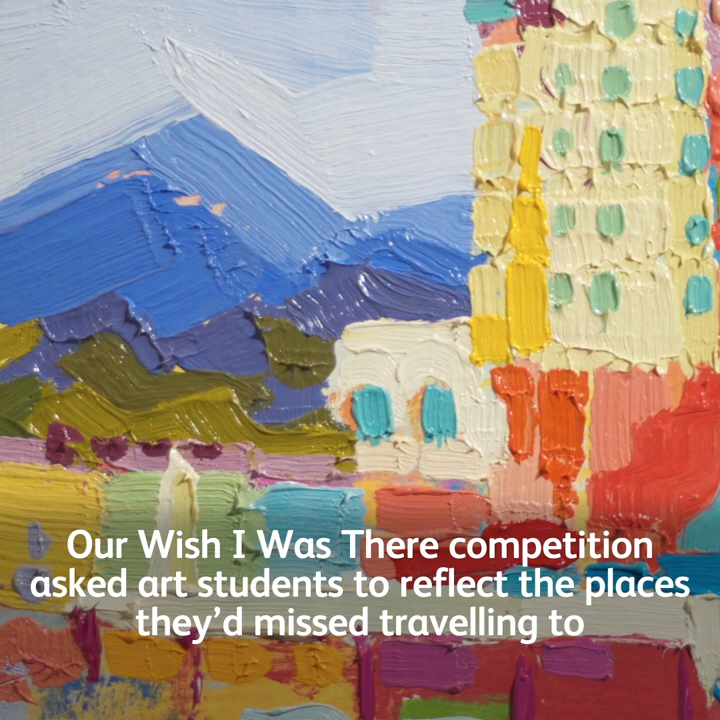 Our Wish I Was There competition
asked art students to reflect the places
they’d missed travelling to